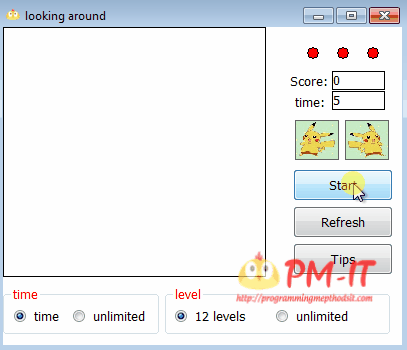 looking around
Score: 0
time: 5
Start
Refresh
Tips
PM-IT
http://programmingmepthodsit.com
time
time
unlimited
level
12 levels
unlimited